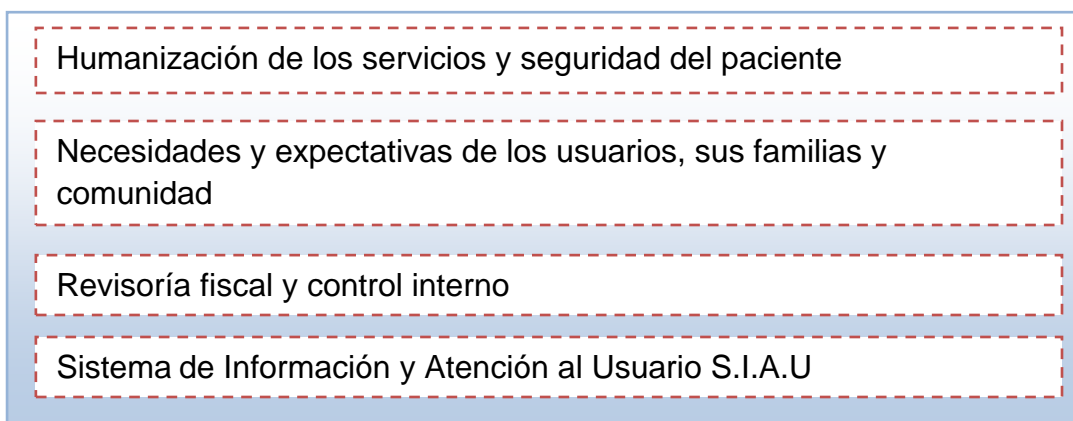 Humanización de los servicios y seguridad del paciente
Necesidades y expectativas de los usuarios, sus familias y
comunidad
Revisoría fiscal y control interno
Sistema de Información y Atención al Usuario S.I.A.U